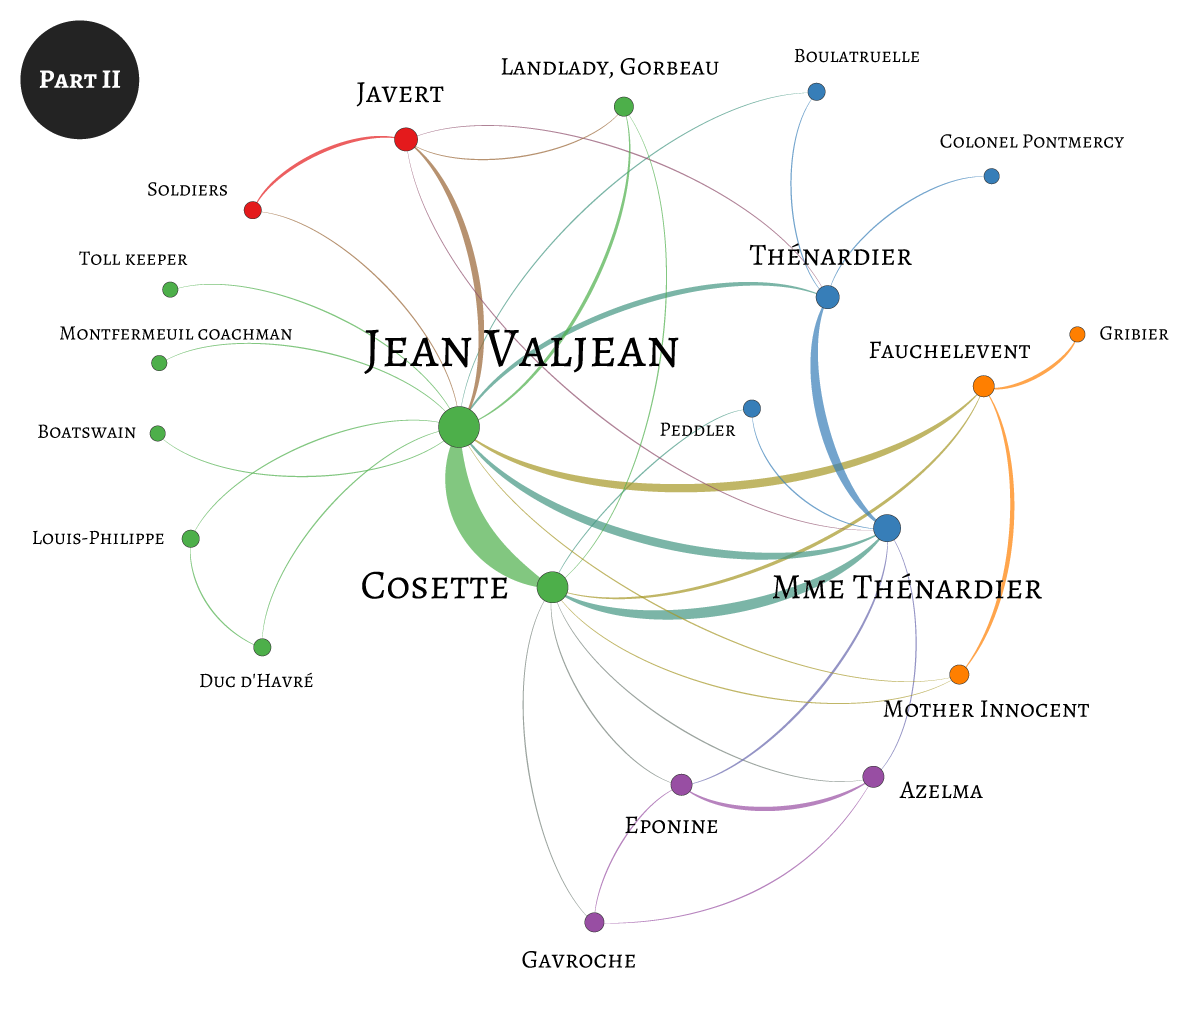 Part II
Javert
Landlady, Gorbeau
Boulatruelle
Colonel Pontmercy
Soldiers
Toll keeper
Thénardier
Montfermeuil coachman
Jean Valjean
Fauchelevent
Gribier
Boatswain
Peddler
Louis-Philippe
Cosette
Mme Thénardier
Duc d'Havré
Mother Innocent
Azelma
Eponine
Gavroche